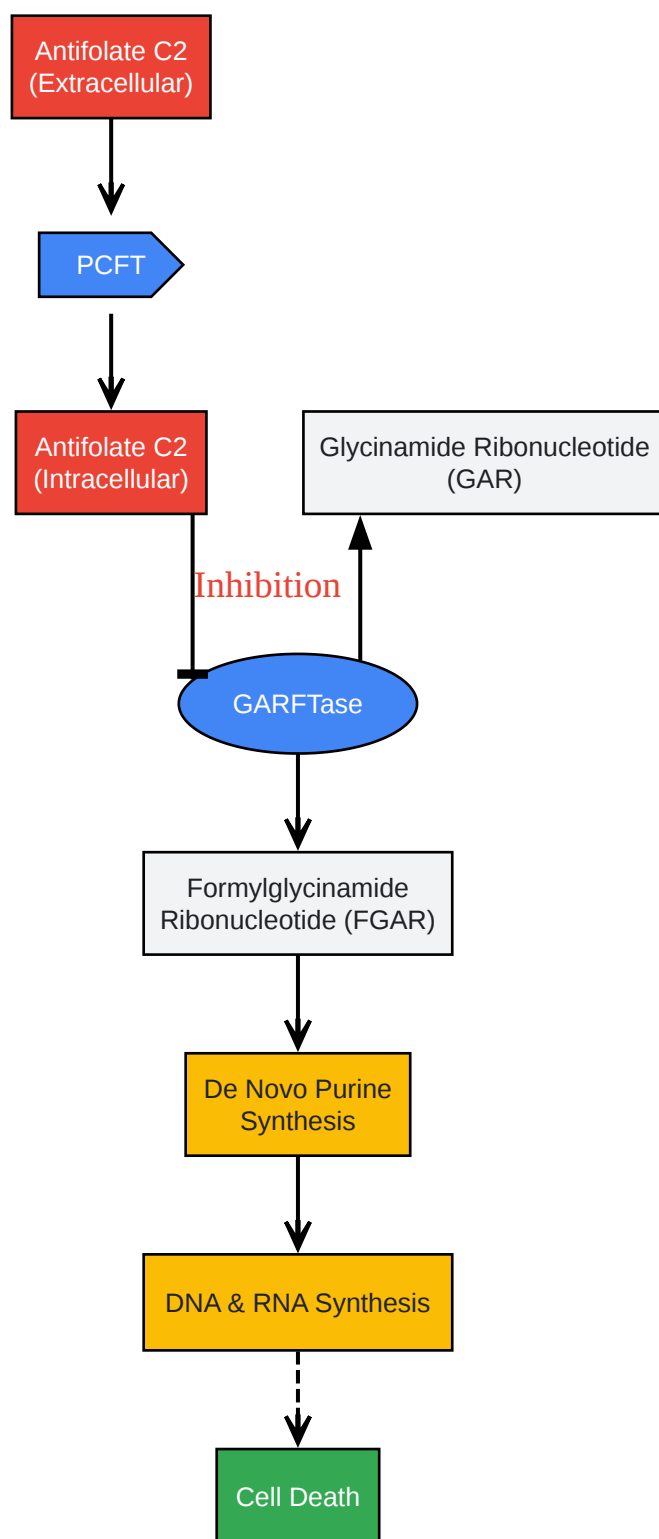 Antifolate C2
(Extracellular)
PCFT
Antifolate C2
(Intracellular)
Glycinamide Ribonucleotide
(GAR)
Inhibition
GARFTase
Formylglycinamide
Ribonucleotide (FGAR)
De Novo Purine
Synthesis
DNA & RNA Synthesis
Cell Death